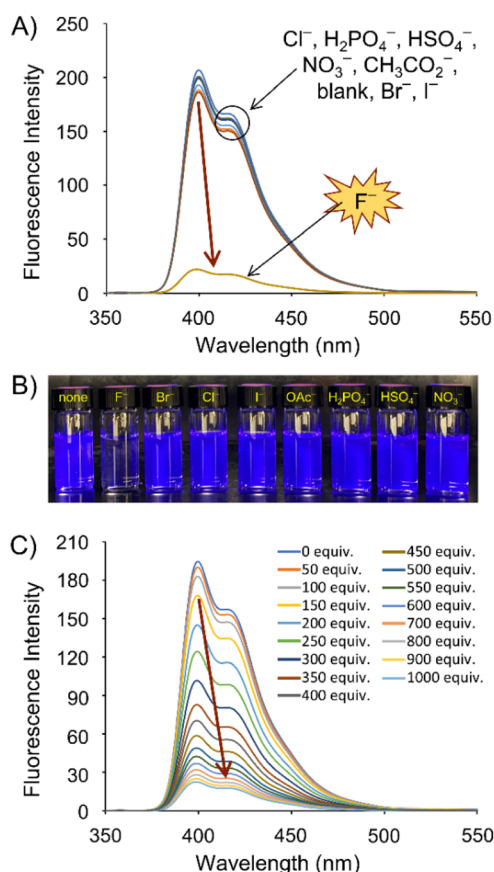 A)
Cl⁻, H₂PO₄⁻, HSO₄⁻,
NO₃⁻, CH₃CO₂⁻,
blank, Br⁻, I⁻
F⁻
Fluorescence Intensity
250
200
150
100
50
0
350 400 450 500 550
Wavelength (nm)
B)
none F⁻ Br⁻ Cl⁻ I⁻ OAc⁻ H₂PO₄⁻ HSO₄⁻ NO₃⁻
C)
Fluorescence Intensity
210
180
150
120
90
60
30
0
0 equiv. 450 equiv.
50 equiv. 500 equiv.
100 equiv. 550 equiv.
150 equiv. 600 equiv.
200 equiv. 700 equiv.
250 equiv. 800 equiv.
300 equiv. 900 equiv.
350 equiv. 1000 equiv.
400 equiv.
350 400 450 500 550
Wavelength (nm)